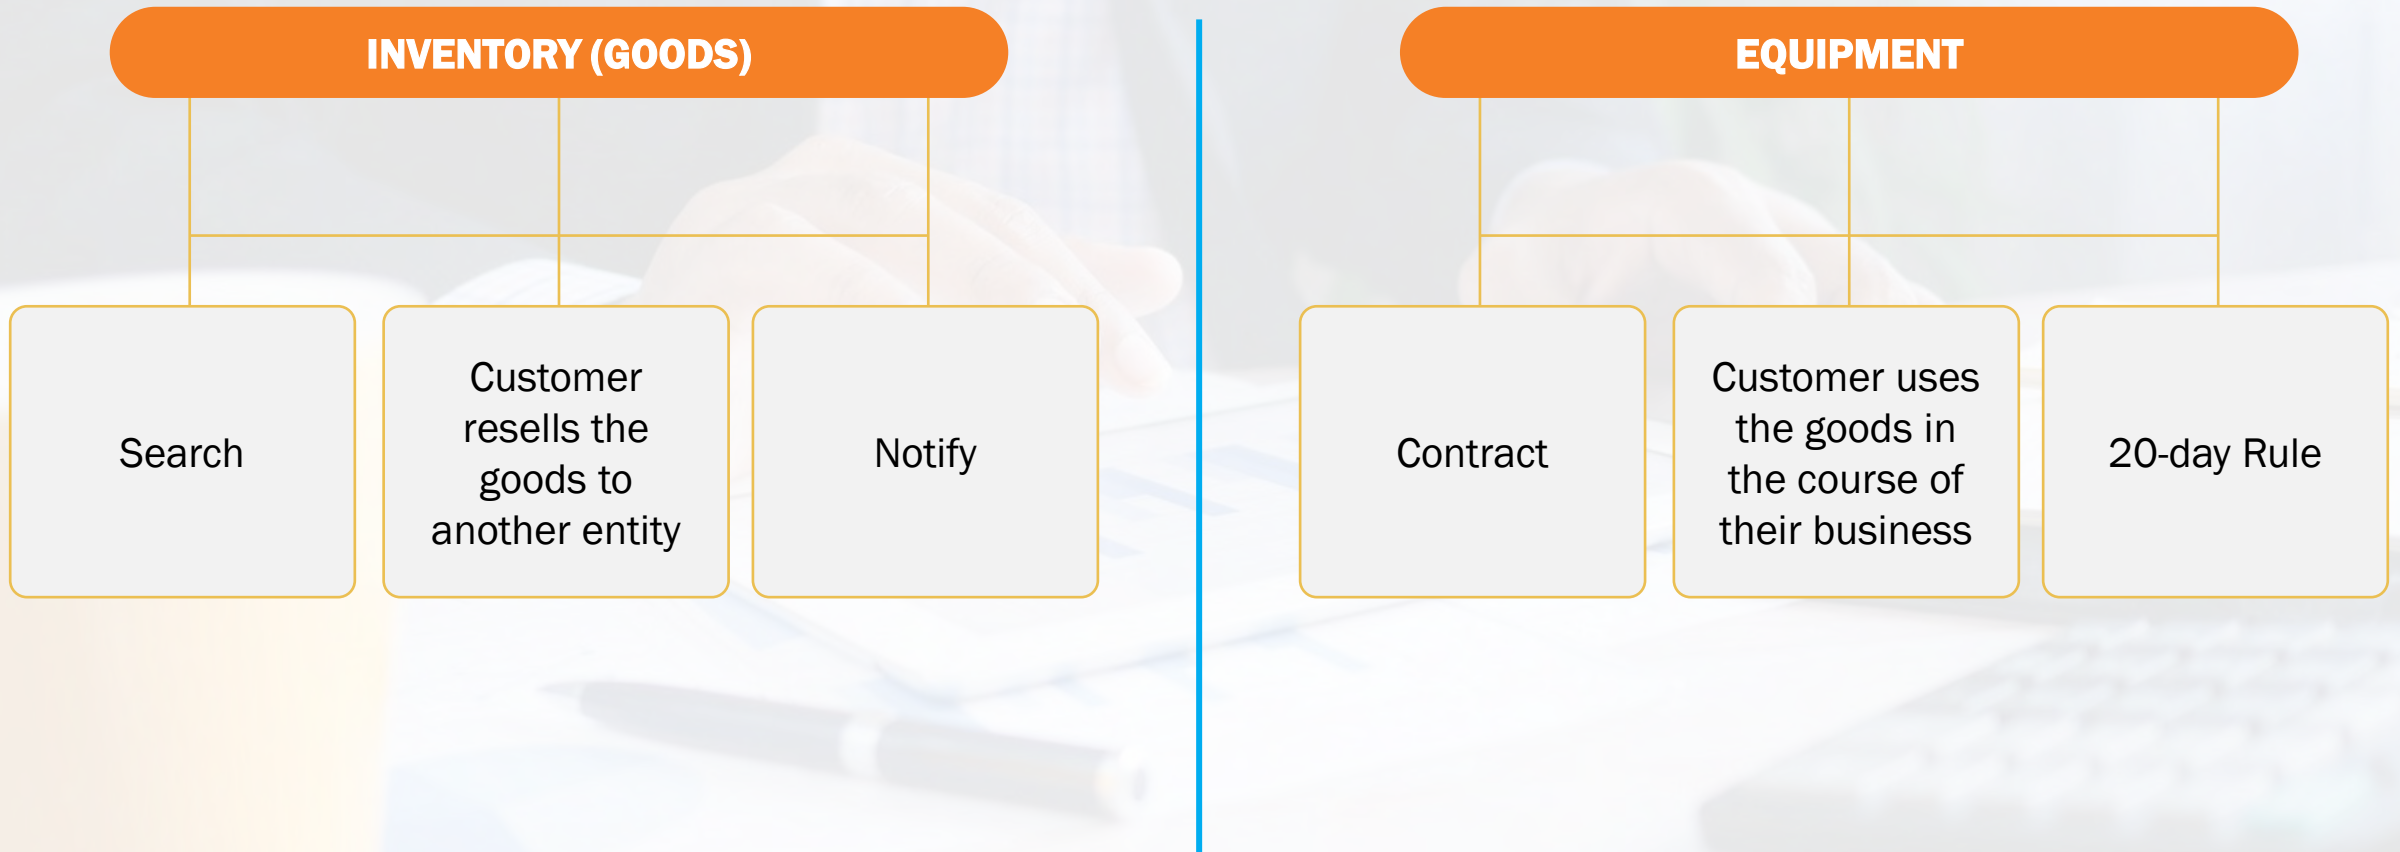 INVENTORY (GOODS)
Search
Customer
resells the
goods to
another entity
Notify
EQUIPMENT
Contract
Customer uses
the goods in
the course of
their business
20-day Rule